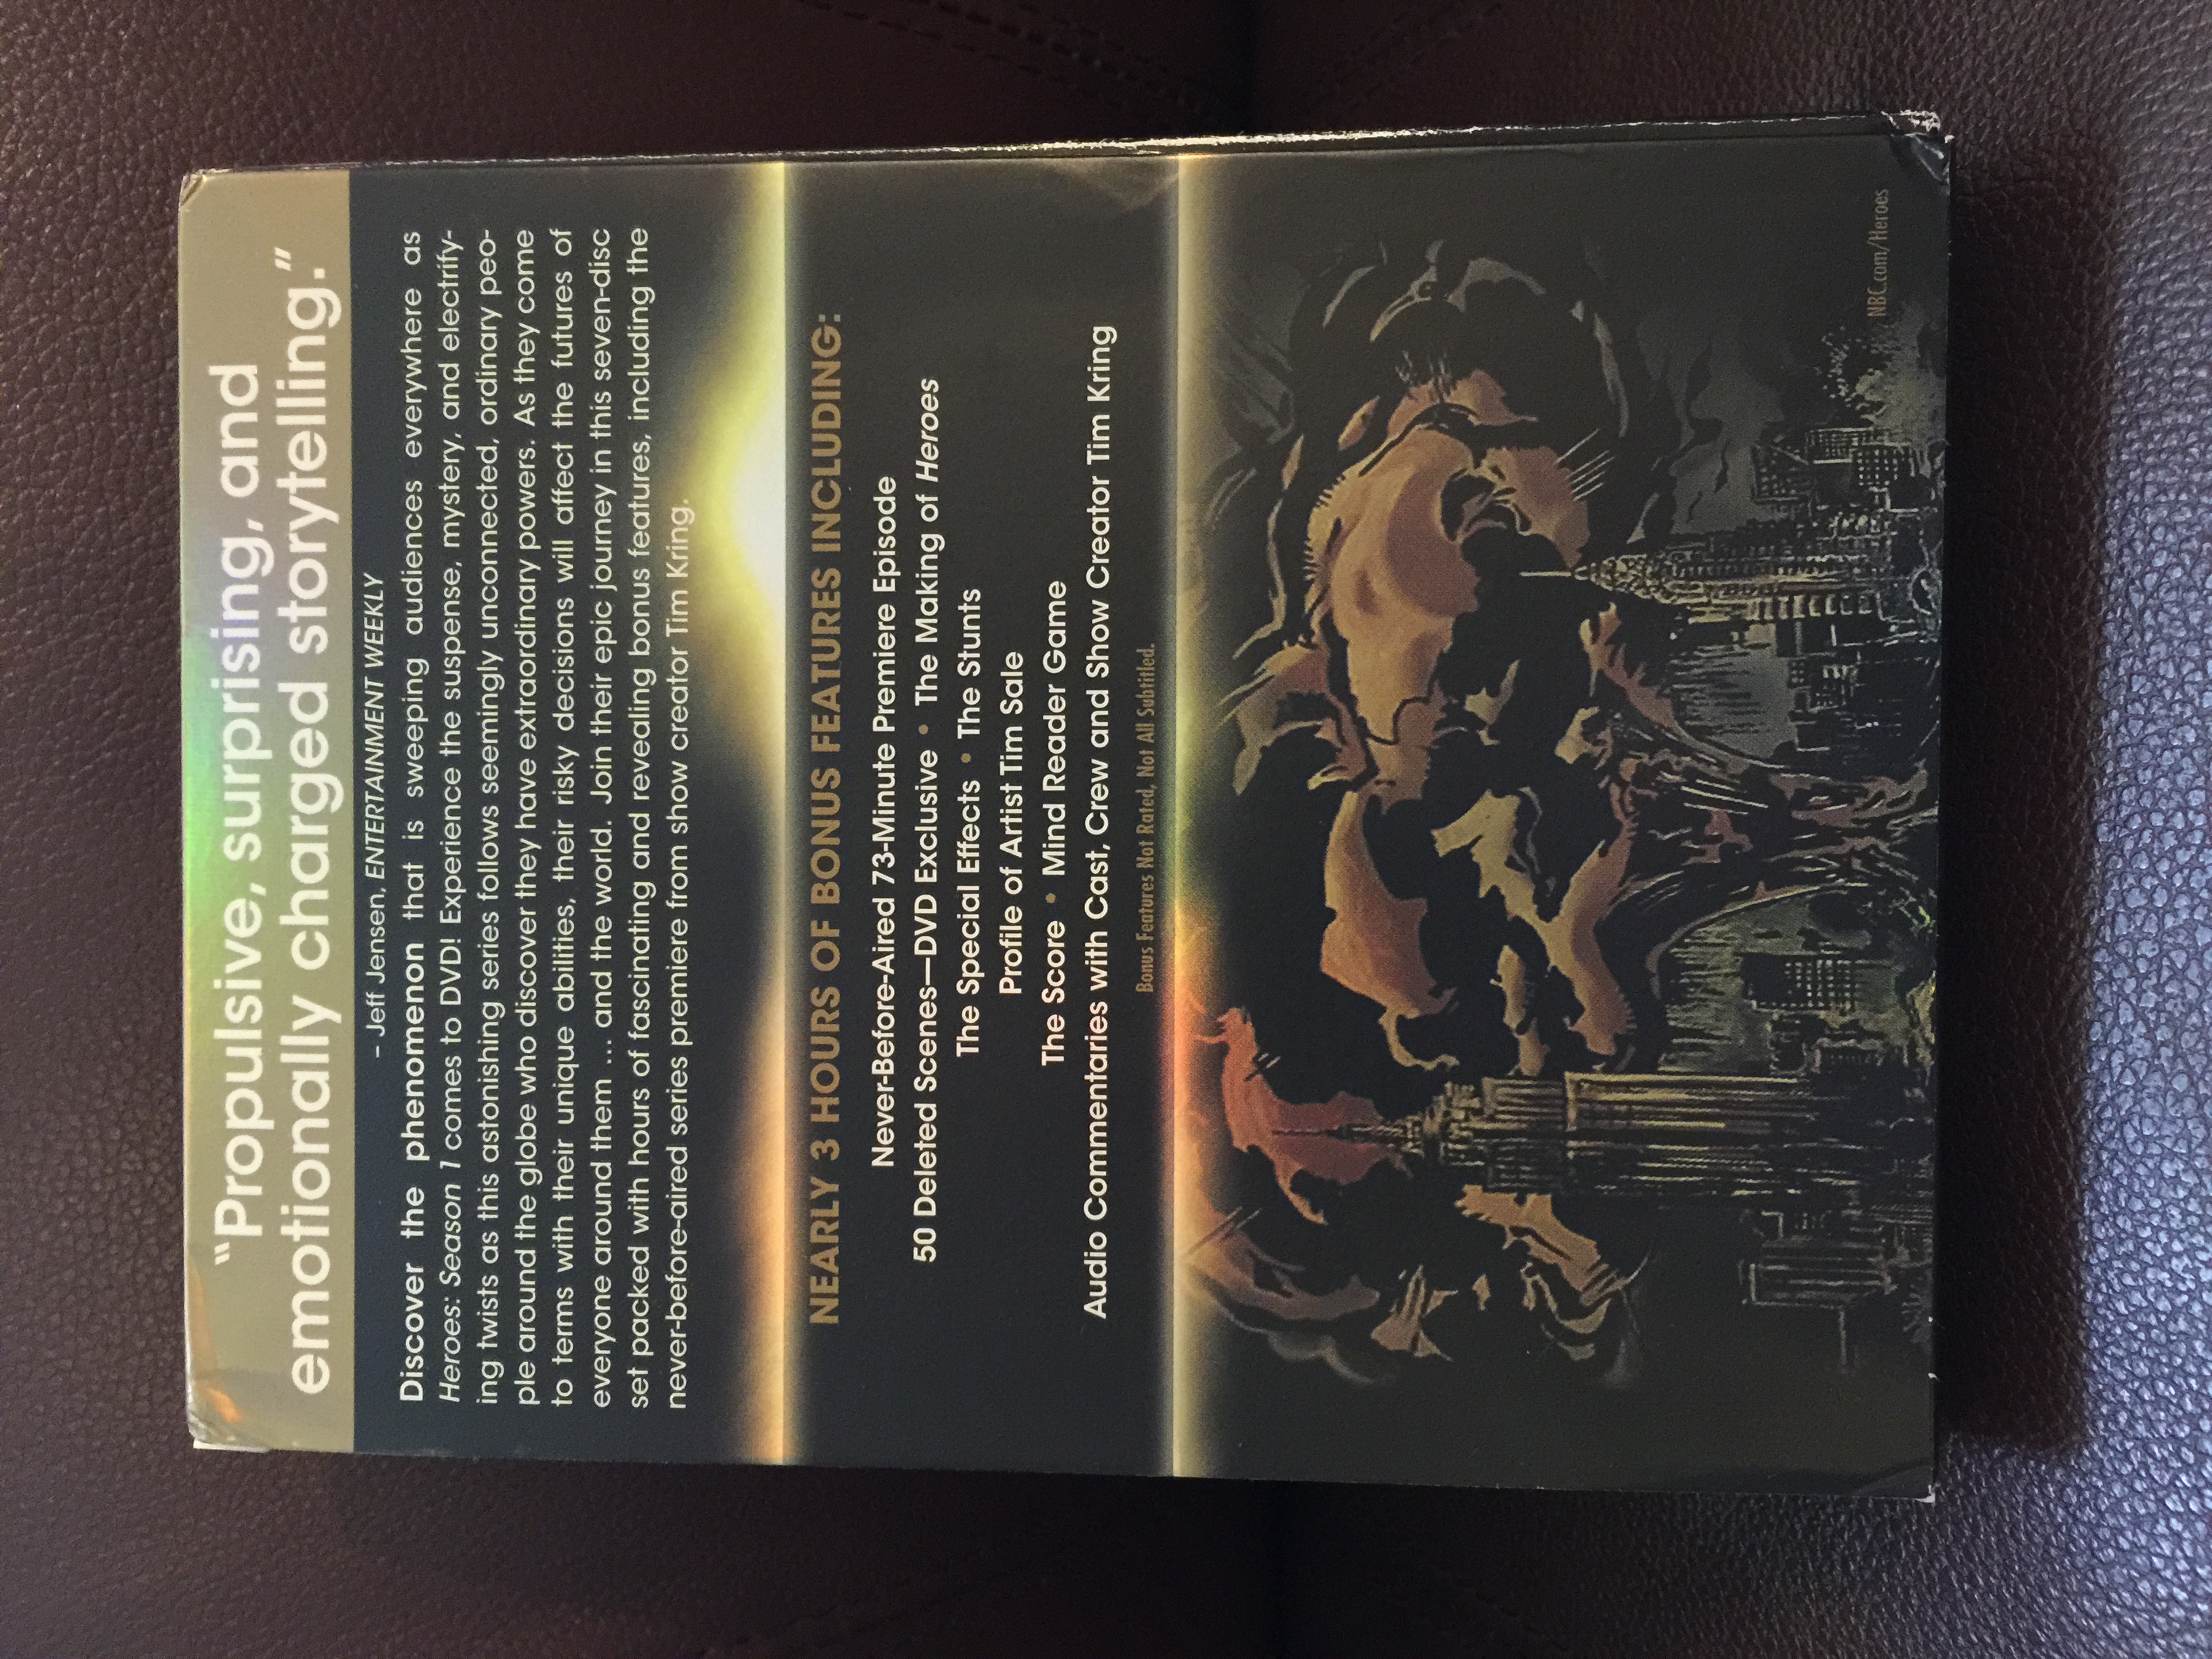 “Propulsive, surprising, and
emotionally charged storytelling.”
– Jeff Jensen, ENTERTAINMENT WEEKLY
Discover the phenomenon that is sweeping audiences everywhere as
Heroes: Season 1 comes to DVD! Experience the suspense, mystery, and electrify-
ing twists as this astonishing series follows seemingly unconnected, ordinary peo-
ple around the globe who discover they have extraordinary powers. As they come
to terms with their unique abilities, their risky decisions will affect the futures of
everyone around them ... and the world. Join their epic journey in this seven-disc
set packed with hours of fascinating and revealing bonus features, including the
never-before-aired series premiere from show creator Tim Kring.
NEARLY 3 HOURS OF BONUS FEATURES INCLUDING:
Never-Before-Aired 73-Minute Premiere Episode
50 Deleted Scenes—DVD Exclusive • The Making of Heroes
The Special Effects • The Stunts
Profile of Artist Tim Sale
The Score • Mind Reader Game
Audio Commentaries with Cast, Crew and Show Creator Tim Kring
Bonus Features Not Rated, Not All Subtitled.
NBC.com/Heroes